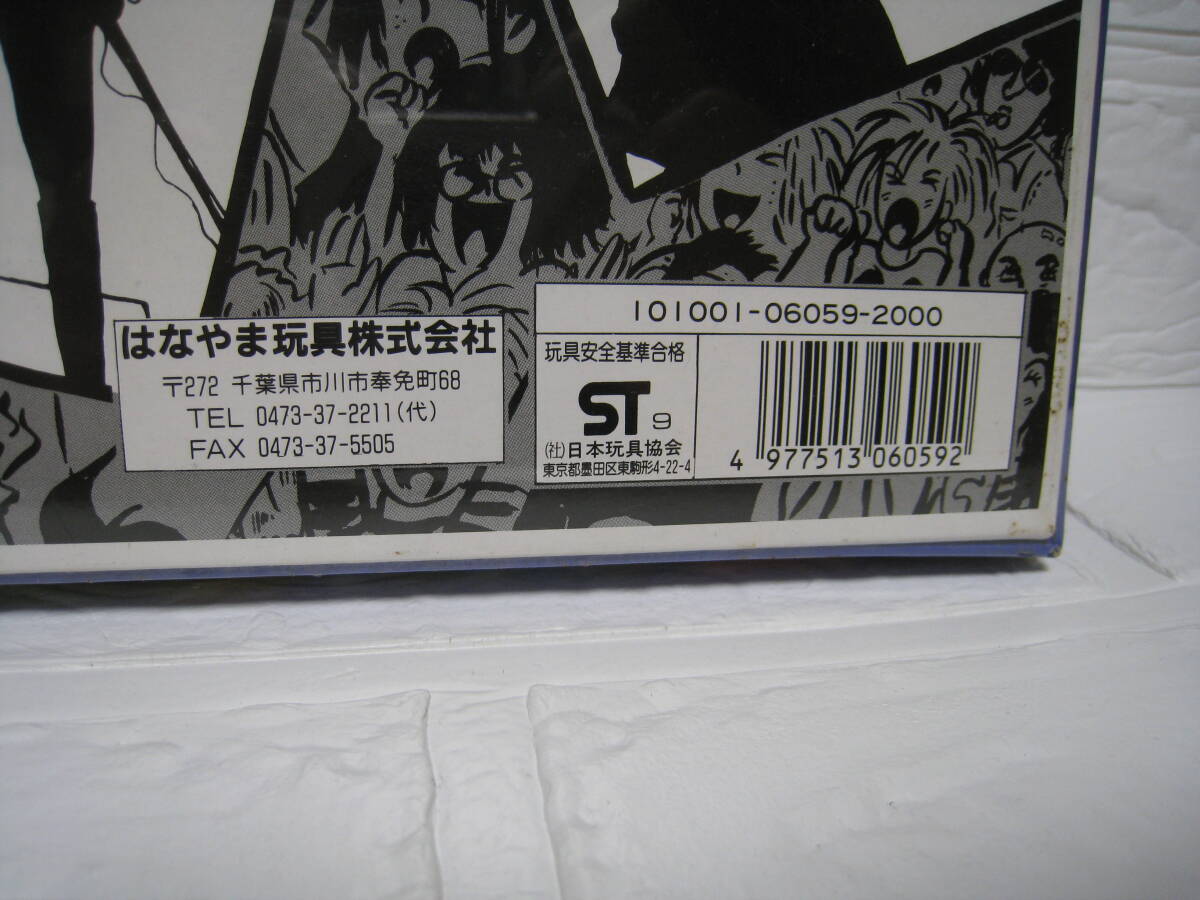 はなやま玩具株式会社
〒272 千葉県市川市奉免町68
TEL 0473-37-2211(代)
FAX 0473-37-5505
101001-06059-2000
玩具安全基準合格
ST 9
(社)日本玩具協会
東京都墨田区東駒形4-22-4
4 977513 060592